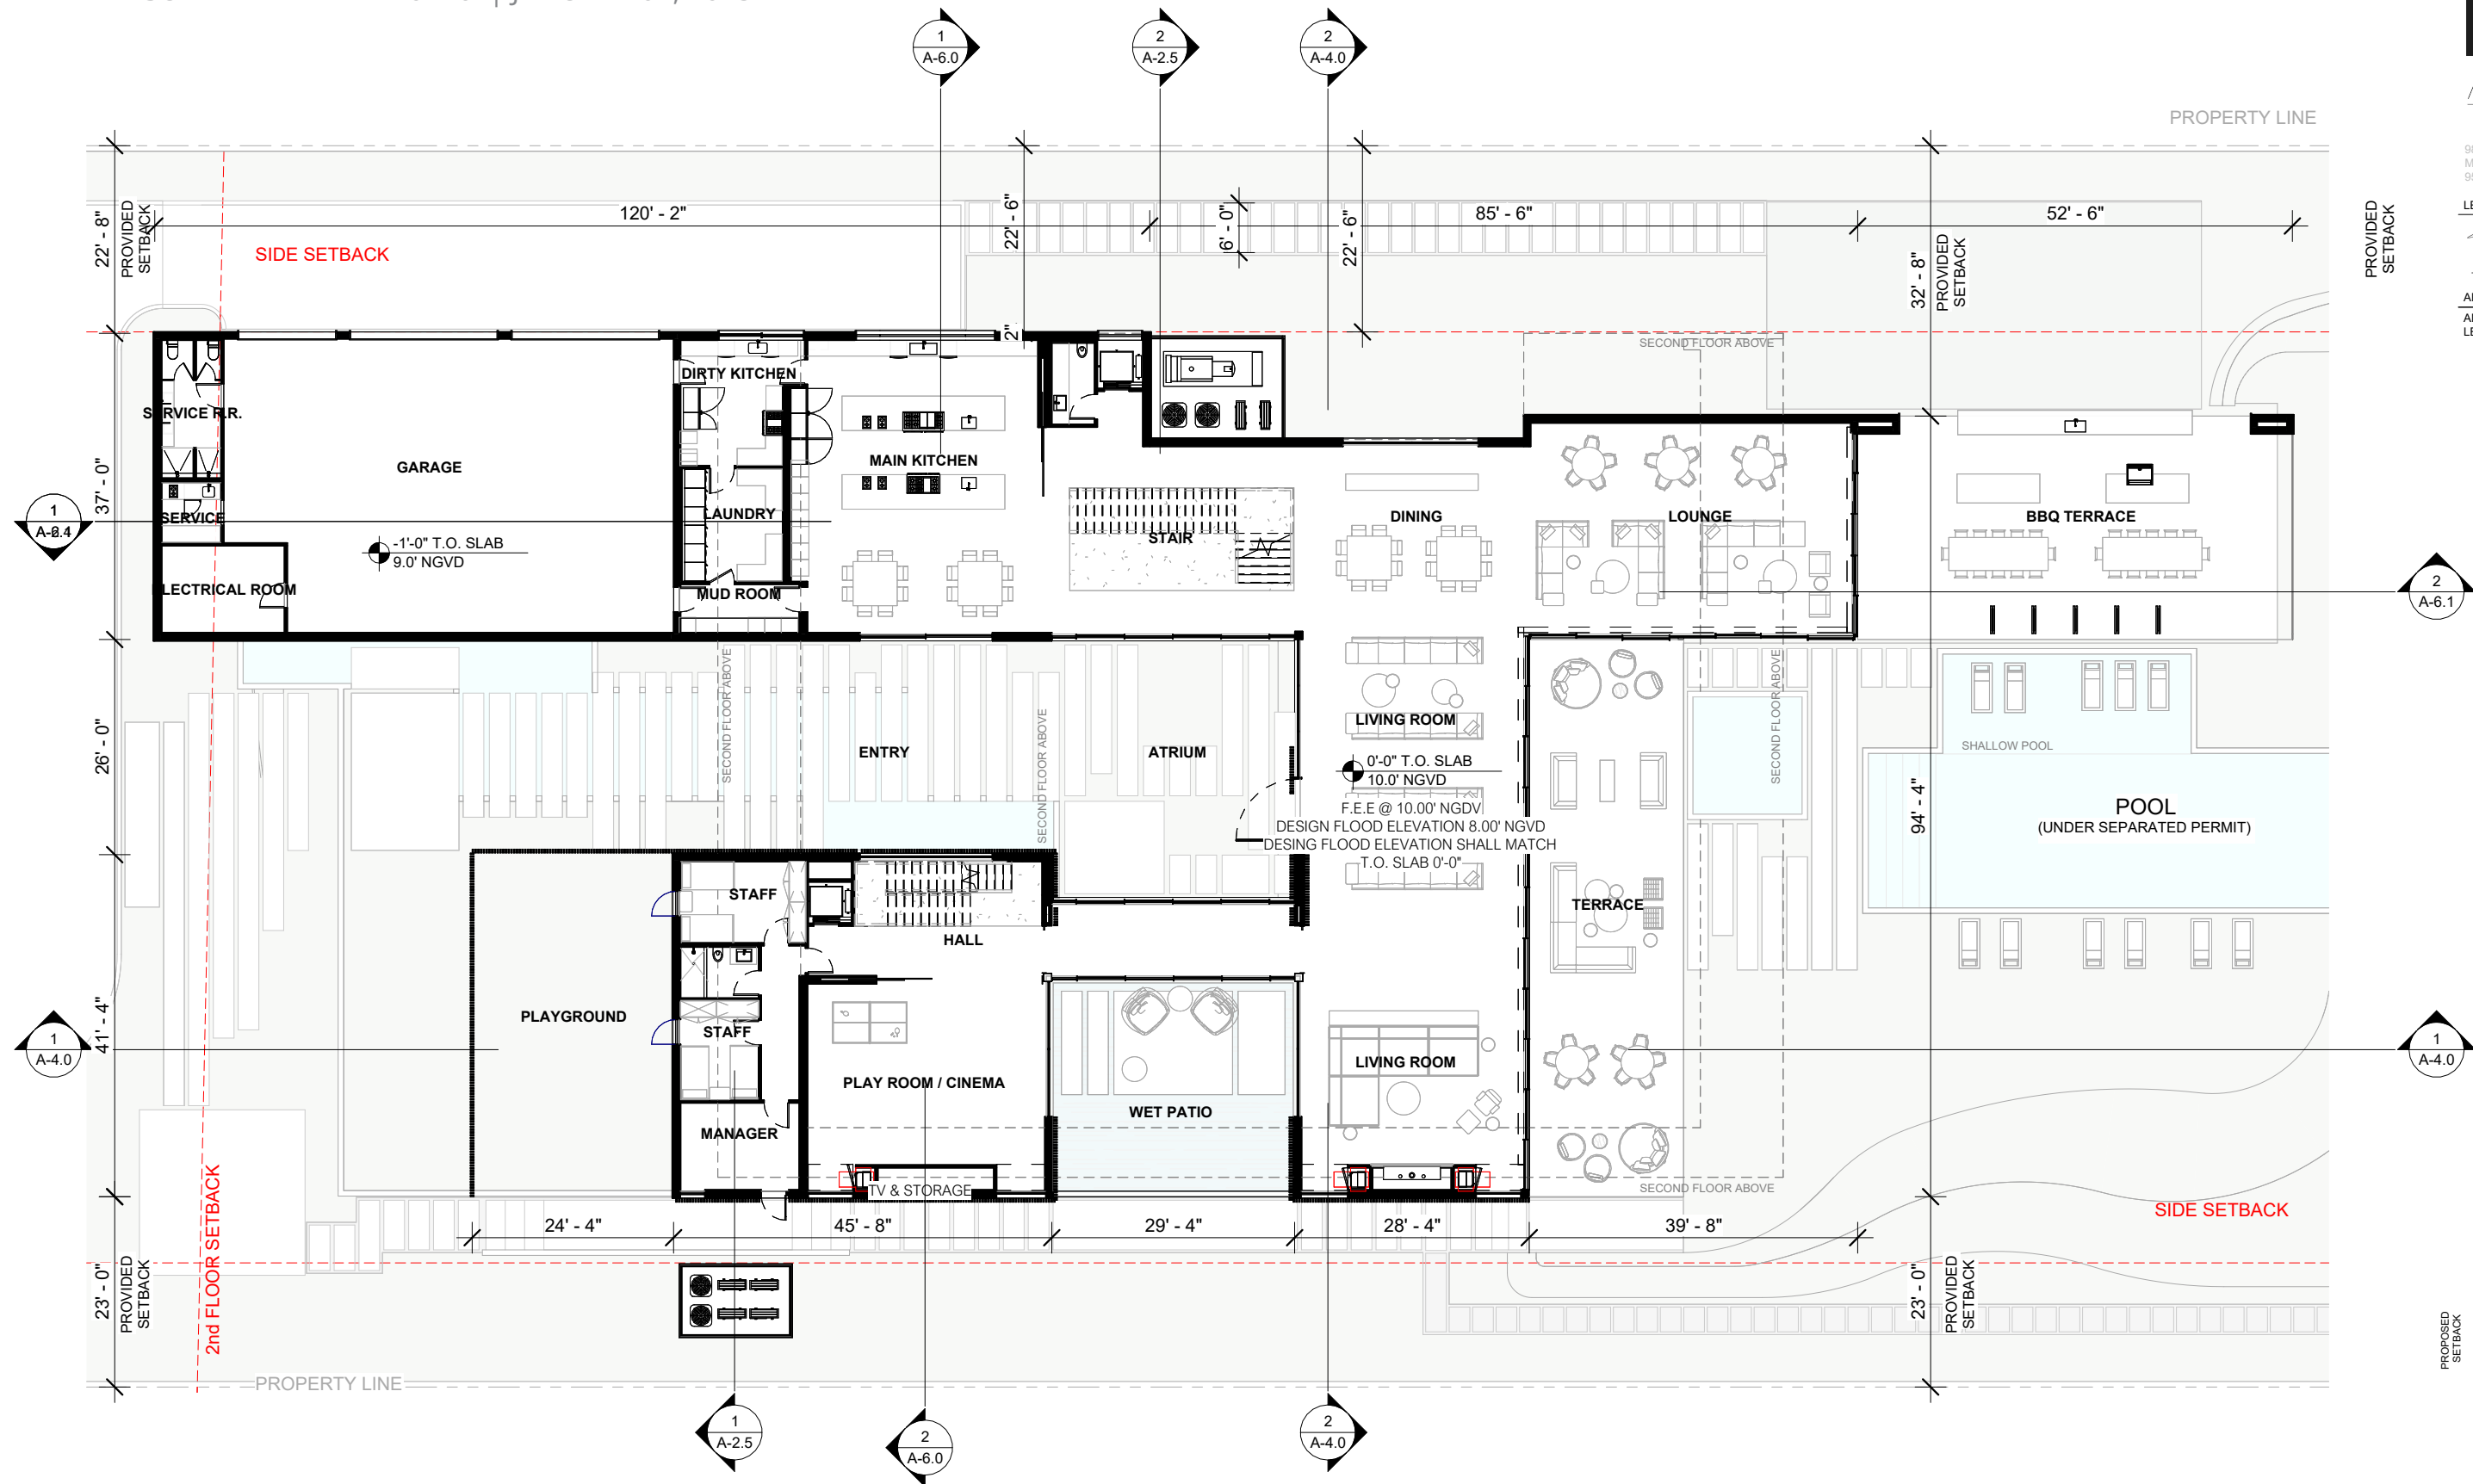 1
A-6.0
2
A-2.5
2
A-4.0
PROPERTY LINE
22' - 8"
PROVIDED
SETBACK
120' - 2"
22' - 6"
6' - 0"
22' - 6"
85' - 6"
52' - 6"
PROVIDED
SETBACK
SIDE SETBACK
32' - 8"
PROVIDED
SETBACK
2"
SECOND FLOOR ABOVE
DIRTY KITCHEN
SERVICE R.R.
GARAGE
MAIN KITCHEN
37' - 0"
1
SERVICE
LAUNDRY
STAIR
DINING
LOUNGE
BBQ TERRACE
-1'-0" T.O. SLAB
9.0' NGVD
ELECTRICAL ROOM
MUD ROOM
2
A-6.1
SECOND FLOOR ABOVE
SECOND FLOOR ABOVE
SECOND FLOOR ABOVE
26' - 0"
ENTRY
ATRIUM
LIVING ROOM
0'-0" T.O. SLAB
10.0' NGVD
F.E.E @ 10.00' NGDV
DESIGN FLOOD ELEVATION 8.00' NGVD
DESING FLOOD ELEVATION SHALL MATCH
T.O. SLAB 0'-0"
SHALLOW POOL
94' - 4"
POOL
(UNDER SEPARATED PERMIT)
STAFF
HALL
TERRACE
41' - 4"
1
A-4.0
PLAYGROUND
STAFF
PLAY ROOM / CINEMA
WET PATIO
LIVING ROOM
1
A-4.0
MANAGER
TV & STORAGE
SECOND FLOOR ABOVE
SIDE SETBACK
2nd FLOOR SETBACK
24' - 4"
45' - 8"
29' - 4"
28' - 4"
39' - 8"
23' - 0"
PROVIDED
SETBACK
23' - 0"
PROVIDED
SETBACK
PROPOSED
SETBACK
PROPERTY LINE
1
A-2.5
2
A-6.0
2
A-4.0